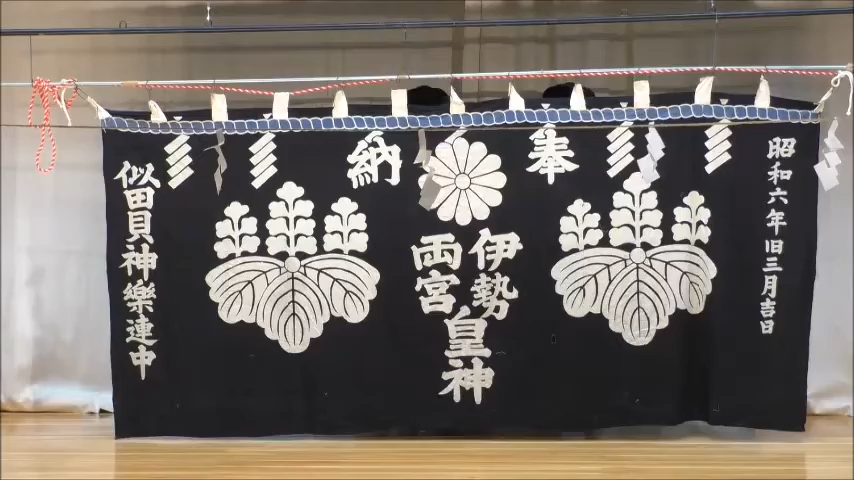 昭和六年旧三月吉日
奉納
伊勢両宮
皇神
似田貝神樂連中